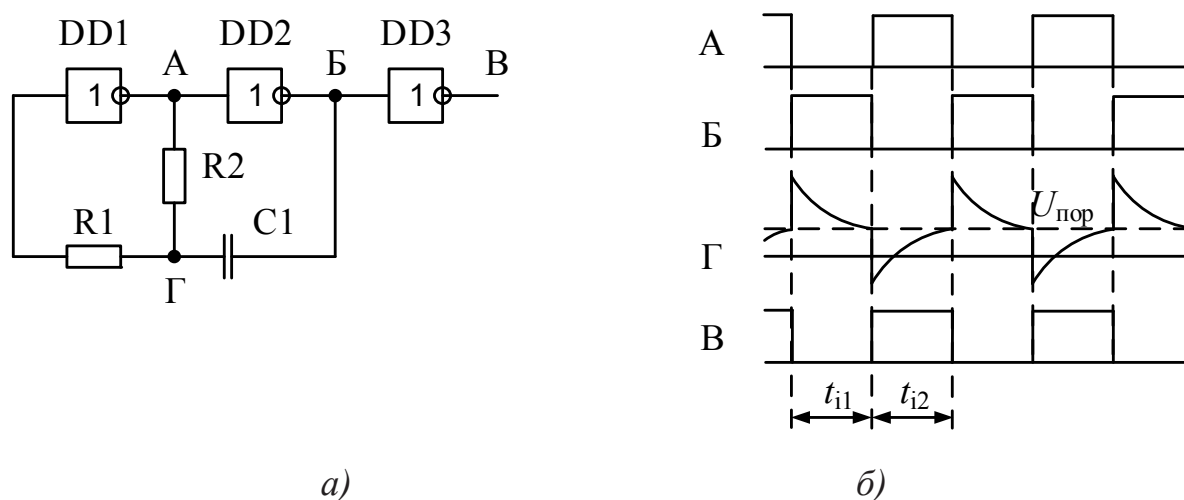 DD1 DD2 DD3
А Б В
1 1 1
R2
R1 C1
Г
а)
А
Б
Uпор
Г
В
ti1 ti2
б)